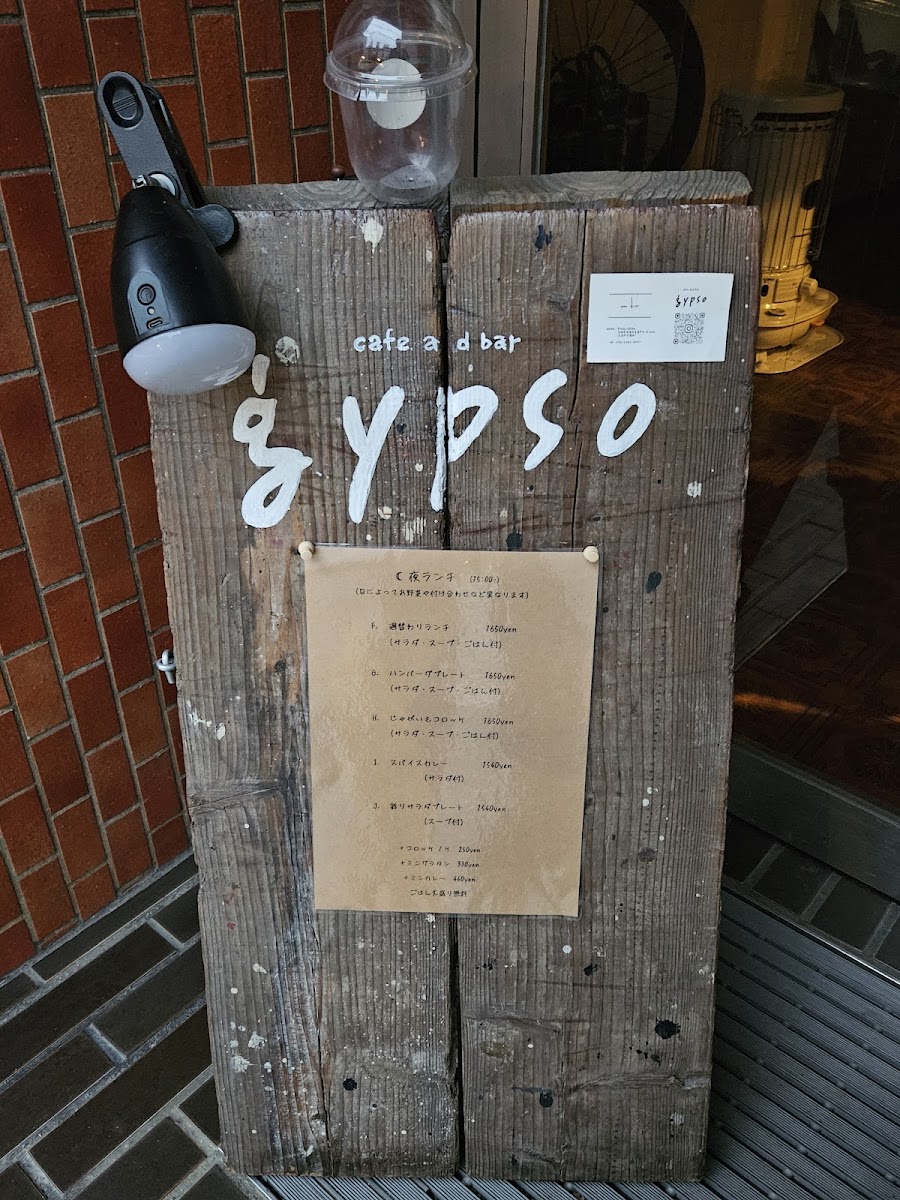 cafe a d bar
gypso
gypso
☾ 夜ランチ (15:00-)
(日によってお野菜や付け合わせなど異なります)
F. 週替わりランチ 1650yen
(サラダ・スープ・ごはん付)
G. ハンバーグプレート 1650yen
(サラダ・スープ・ごはん付)
H. じゃがいもコロッケ 1650yen
(サラダ・スープ・ごはん付)
I. スパイスカレー 1540yen
(サラダ付)
J. 彩りサラダプレート 1540yen
(スープ付)
+コロッケ1ケ 250yen
+ミニグラタン 330yen
+ミニカレー 440yen
ごはん大盛り無料